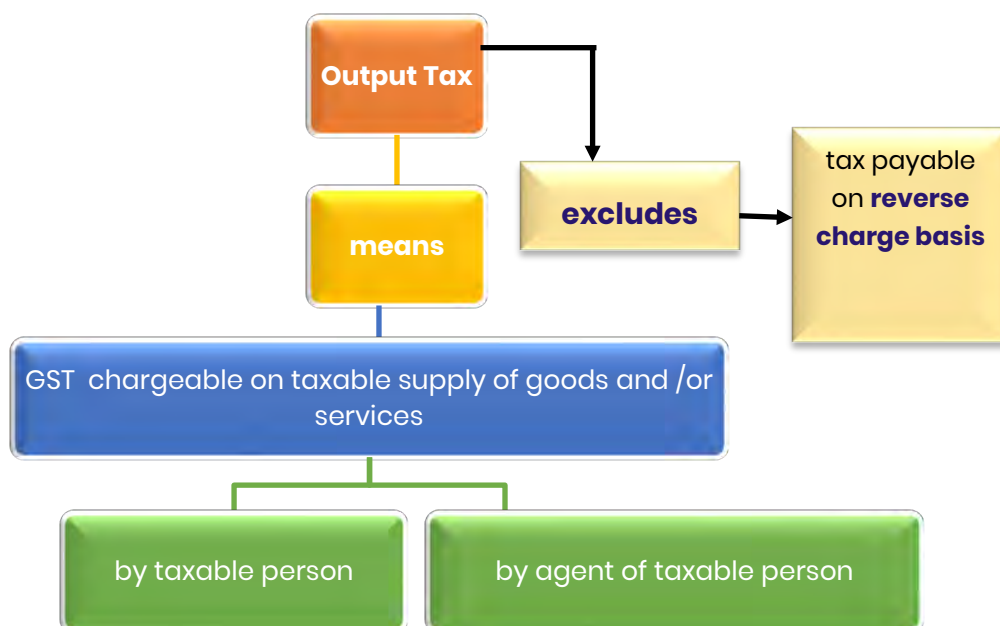 Output Tax
means
excludes
tax payable
on reverse
charge basis
GST chargeable on taxable supply of goods and /or
services
by taxable person
by agent of taxable person